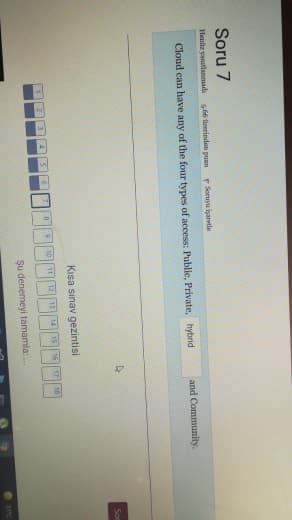 Soru 7
Henüz yanıtlanmadı 5,66 üzerinden puan Soruyu işaretle
Cloud can have any of the four types of access: Public, Private, hybrid and Community.
Kısa sınav gezintisi
1 2 3 4 5 6 7 8 9 10 11 12 13 14 15 16 17 18
Şu denemeyi tamamla...